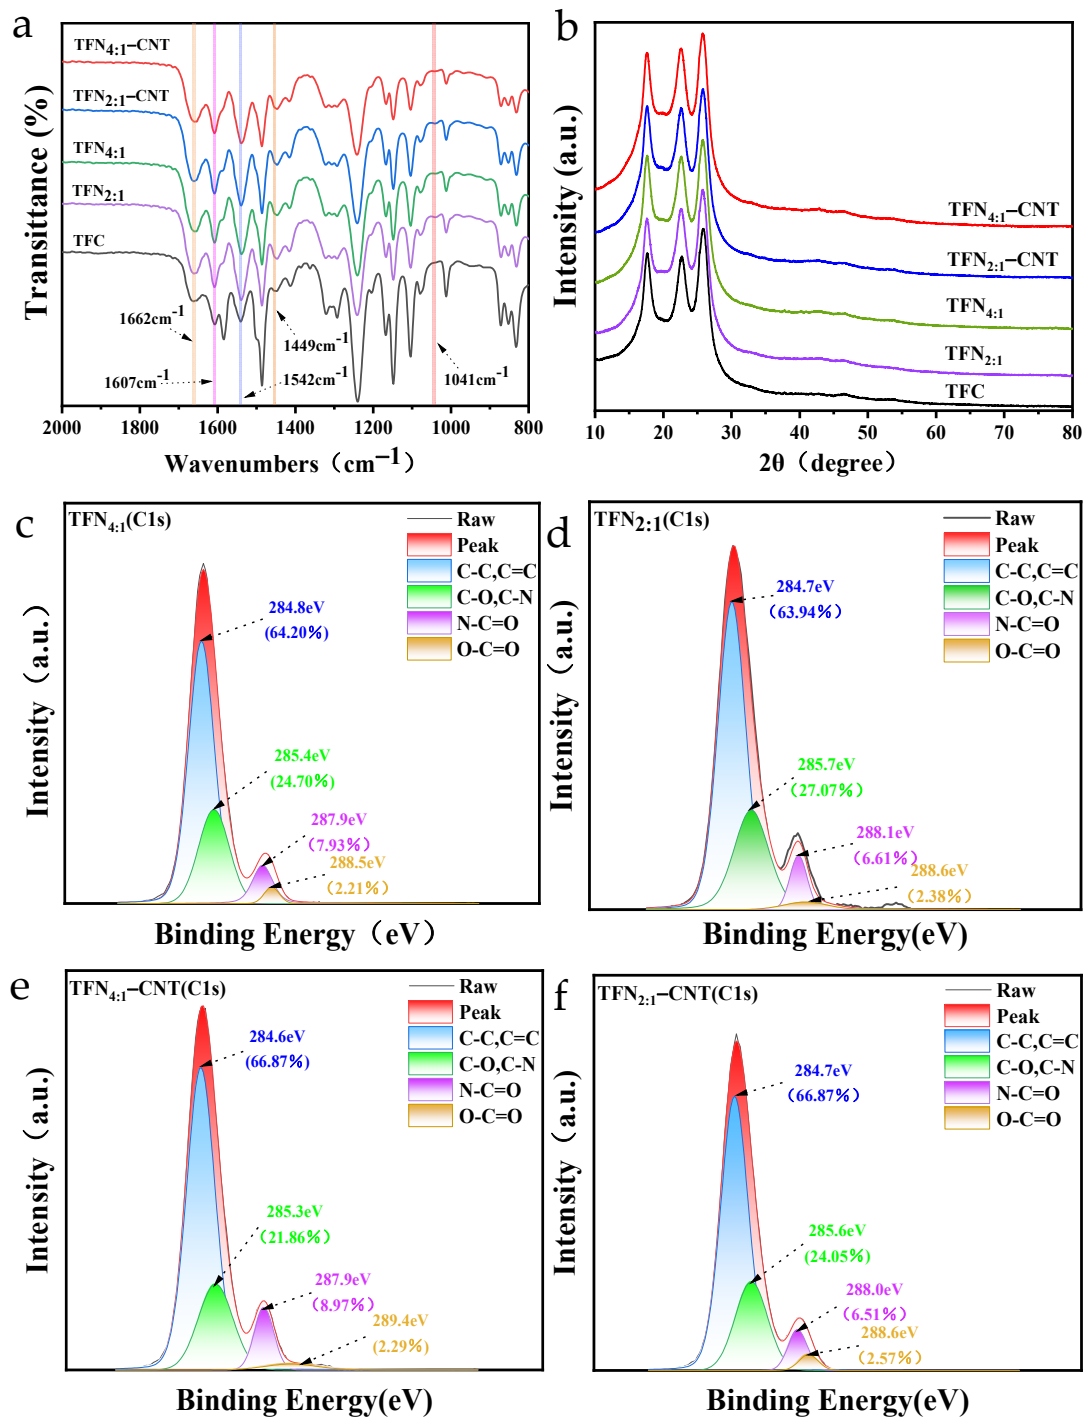 a
TFN4:1−CNT
TFN2:1−CNT
TFN4:1
TFN2:1
TFC
1662cm-1
1607cm-1
1542cm-1
1449cm-1
1041cm-1
Transittance (%)
2000 1600 1400 1200 1000 800
Wavenumbers（cm−1）
b
TFN4:1−CNT
TFN2:1−CNT
TFN4:1
TFN2:1
TFC
Intensity (a.u.)
10 20 30 40 50 60 70 80
2θ（degree）
c
TFN4:1(C1s)
Raw
Peak
C-C,C=C
C-O,C-N
N-C=O
O-C=O
284.8eV
(64.20%)
285.4eV
(24.70%)
287.9eV
(7.93%)
288.5eV
(2.21%)
Intensity（a.u.）
Binding Energy（eV）
d
TFN2:1(C1s)
Raw
Peak
C-C,C=C
C-O,C-N
N-C=O
O-C=O
284.7eV
(63.94%)
285.7eV
(27.07%)
288.1eV
(6.61%)
288.6eV
(2.38%)
Intensity（a.u.）
Binding Energy(eV)
e
TFN4:1−CNT(C1s)
Raw
Peak
C-C,C=C
C-O,C-N
N-C=O
O-C=O
284.6eV
(66.87%)
285.3eV
(21.86%)
287.9eV
(8.97%)
289.4eV
(2.29%)
Intensity（a.u.）
Binding Energy(eV)
f
TFN2:1−CNT(C1s)
Raw
Peak
C-C,C=C
C-O,C-N
N-C=O
O-C=O
284.7eV
(66.87%)
285.6eV
(24.05%)
288.0eV
(6.51%)
288.6eV
(2.57%)
Intensity（a.u.）
Binding Energy(eV)